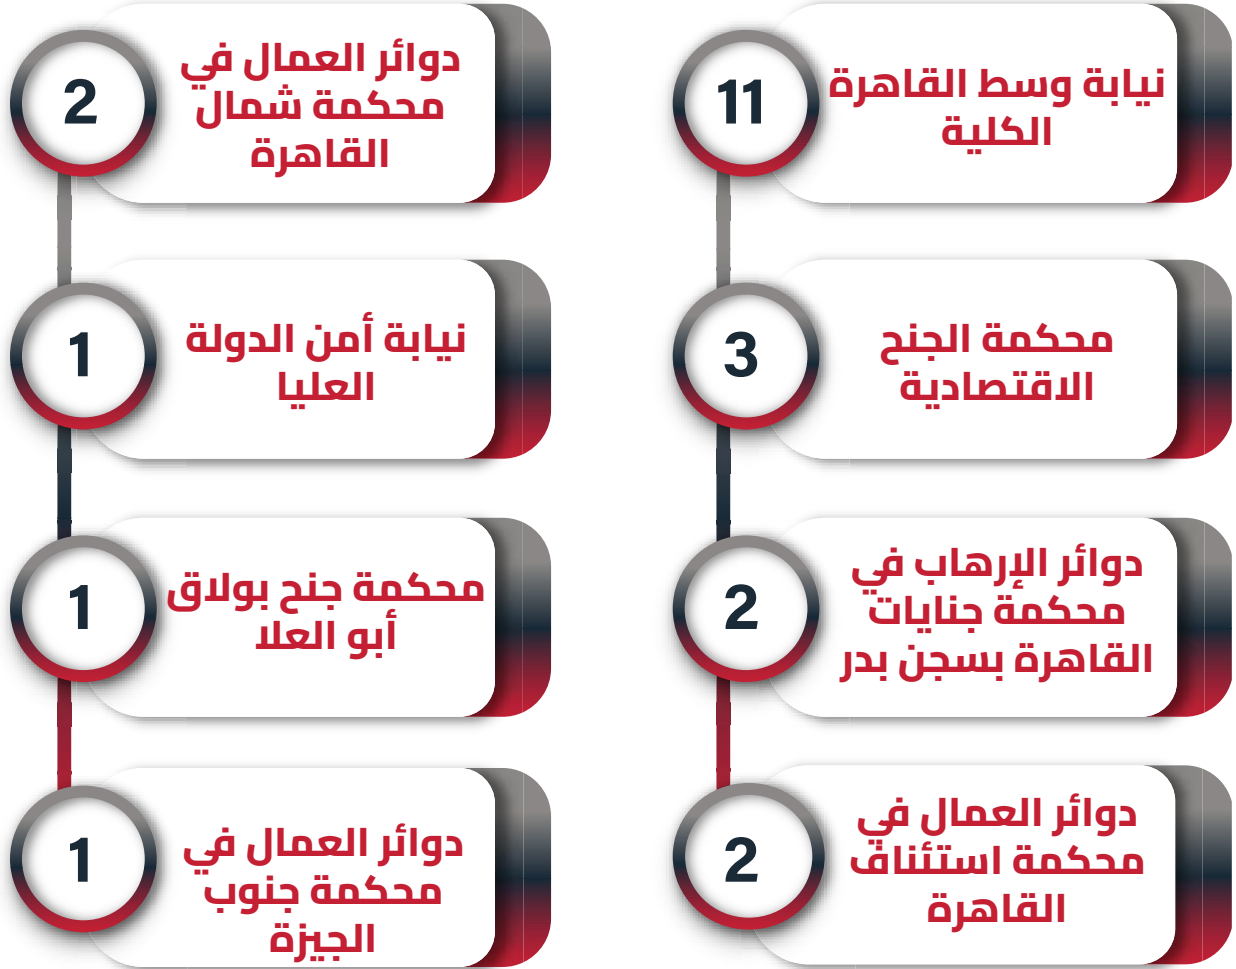 11
نيابة وسط القاهرة
الكلية
3
محكمة الجنح
الاقتصادية
2
دوائر الإرهاب في
محكمة جنايات
القاهرة بسجن بدر
2
دوائر العمال في
محكمة استئناف
القاهرة
2
دوائر العمال في
محكمة شمال
القاهرة
1
نيابة أمن الدولة
العليا
1
محكمة جنح بولاق
أبو العلا
1
دوائر العمال في
محكمة جنوب
الجيزة